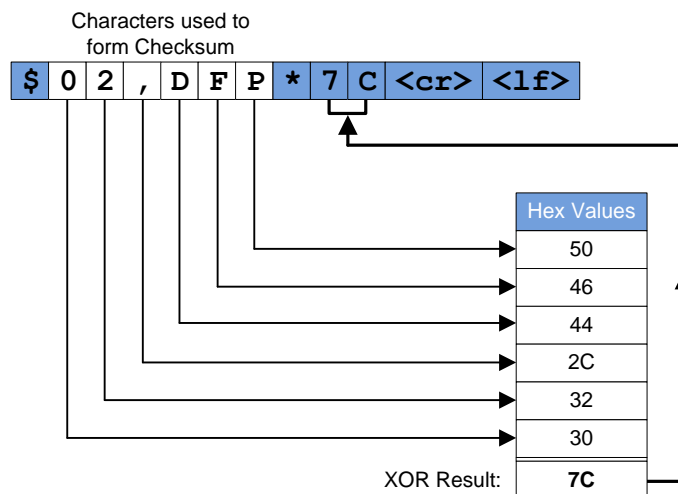 Characters used to
form Checksum
$ 0 2 , D F P * 7 C <cr> <lf>
Hex Values
50
46
44
2C
32
30
XOR Result: 7C